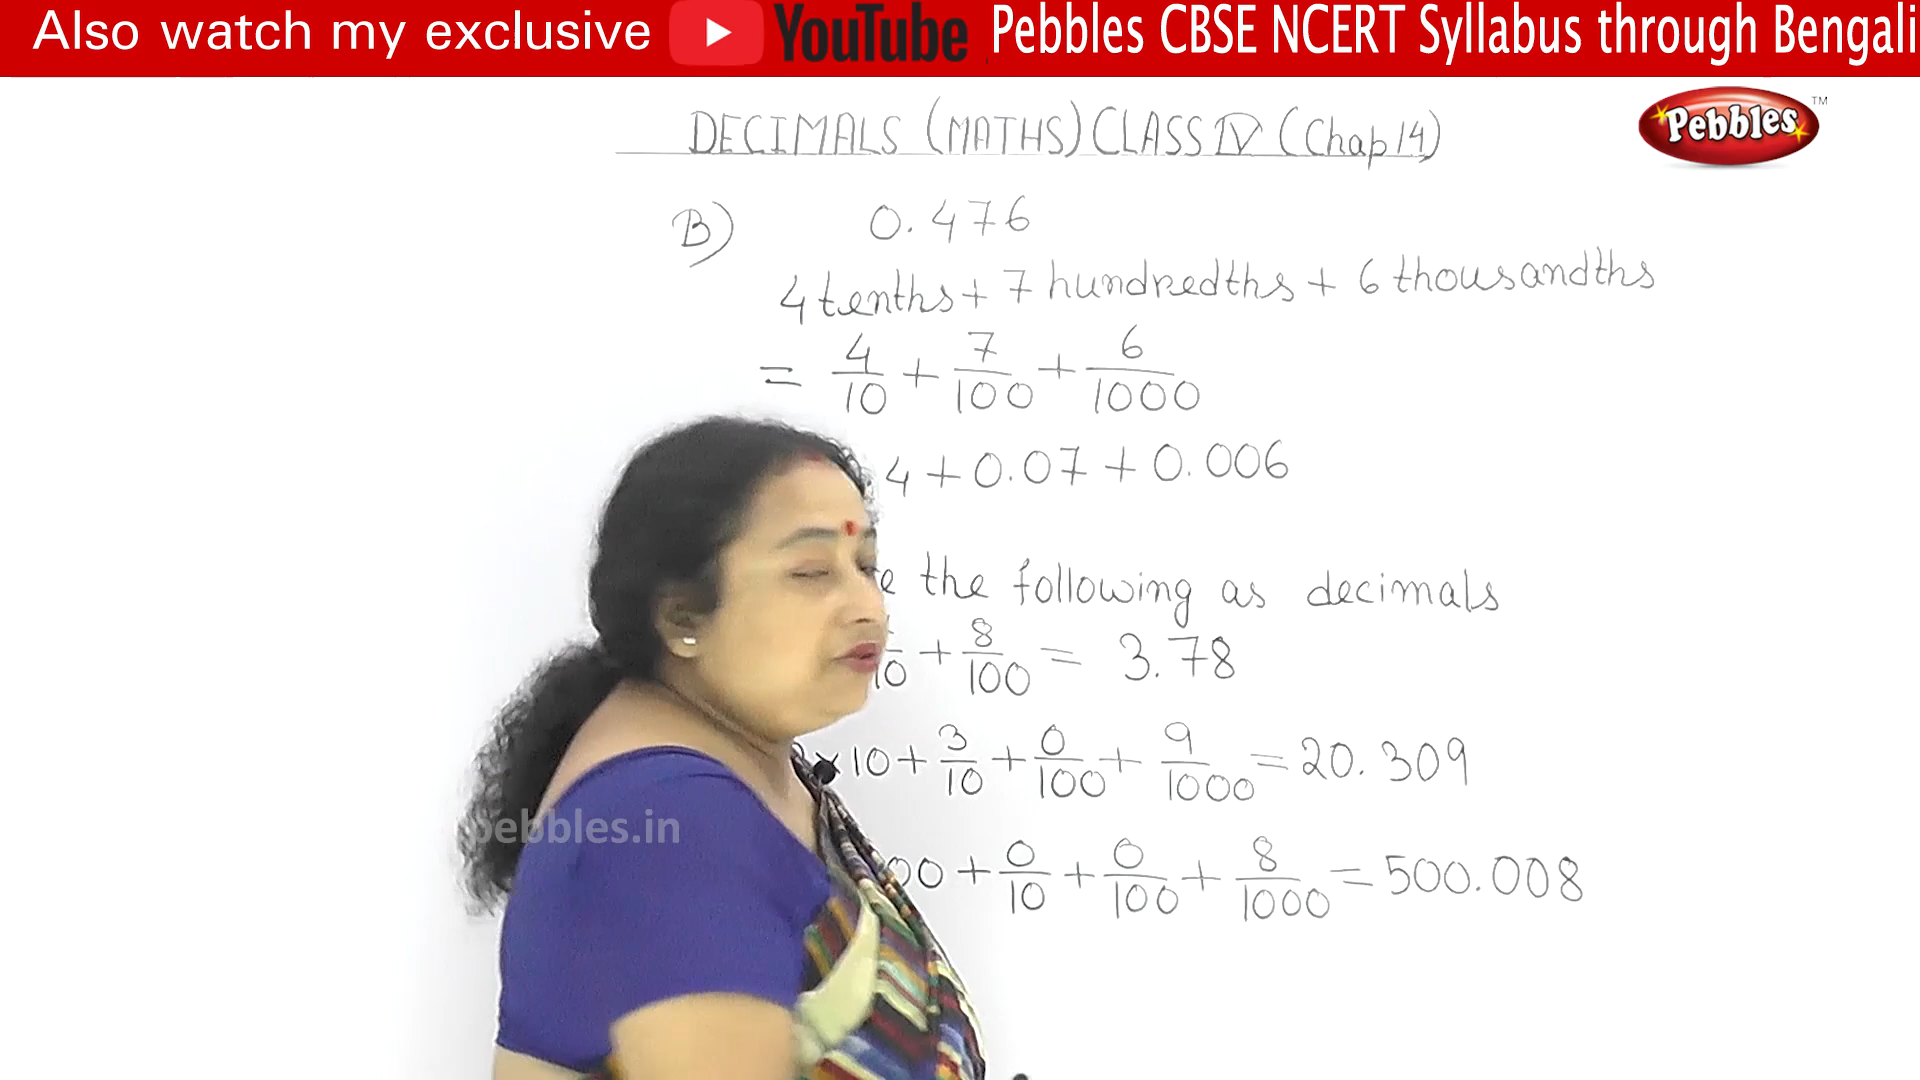 Also watch my exclusive YouTube Pebbles CBSE NCERT Syllabus through Bengali
Pebbles TM
DECIMALS (MATHS) CLASS IV (Chap 14)
B) 0.476
4 tenths + 7 hundredths + 6 thousandths
= 4/10 + 7/100 + 6/1000
4 + 0.07 + 0.006
the following as decimals
+ 8/100 = 3.78
× 10 + 3/10 + 0/100 + 9/1000 = 20.309
00 + 0/10 + 0/100 + 8/1000 = 500.008
pebbles.in